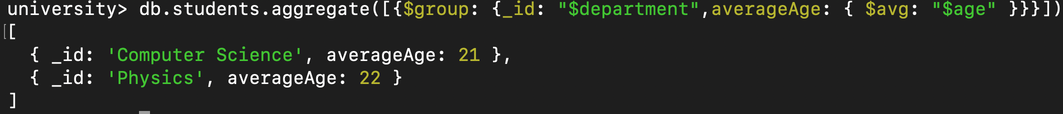 university> db.students.aggregate([{$group: {_id: "$department",averageAge: { $avg: "$age" }}}])
[
  { _id: 'Computer Science', averageAge: 21 },
  { _id: 'Physics', averageAge: 22 }
]